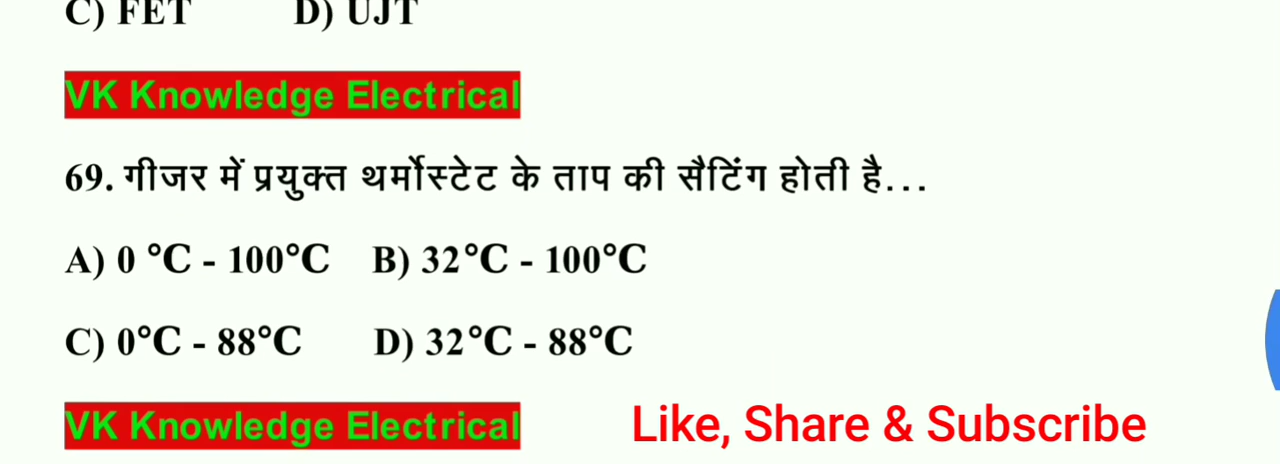 C) FET D) UJT
VK Knowledge Electrical
69. गीजर में प्रयुक्त थर्मोस्टेट के ताप की सैटिंग होती है...
A) 0 °C - 100°C B) 32°C - 100°C
C) 0°C - 88°C D) 32°C - 88°C
VK Knowledge Electrical Like, Share & Subscribe